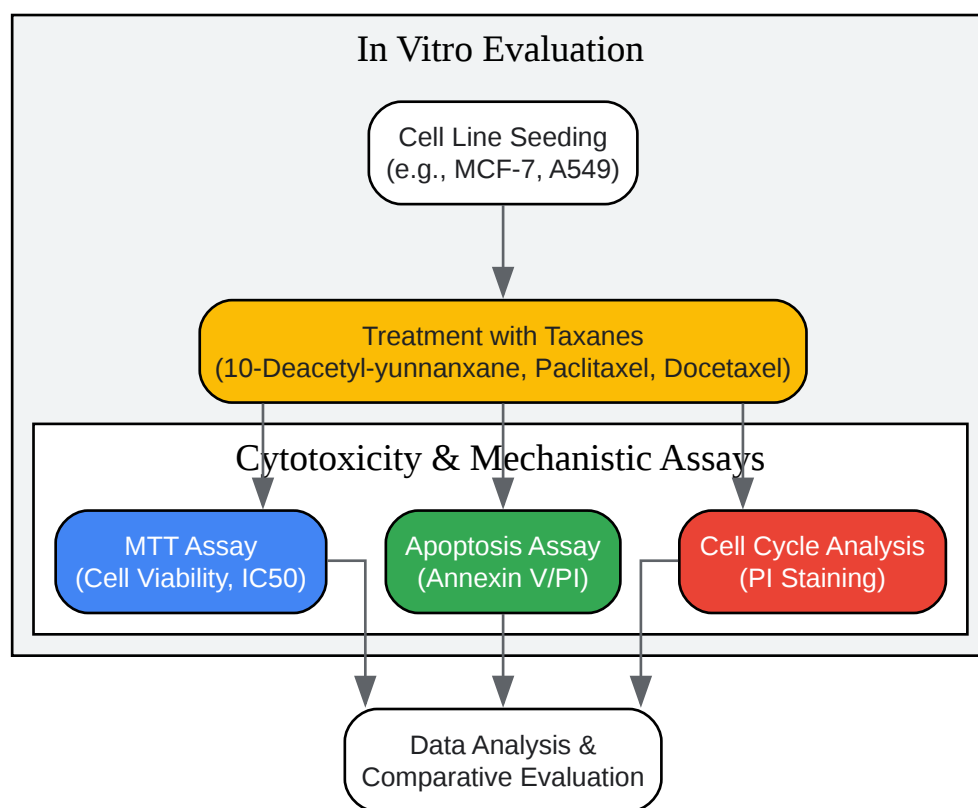 In Vitro Evaluation
Cell Line Seeding
(e.g., MCF-7, A549)
Treatment with Taxanes
(10-Deacetyl-yunnanxane, Paclitaxel, Docetaxel)
Cytotoxicity & Mechanistic Assays
MTT Assay
(Cell Viability, IC50)
Apoptosis Assay
(Annexin V/PI)
Cell Cycle Analysis
(PI Staining)
Data Analysis &
Comparative Evaluation